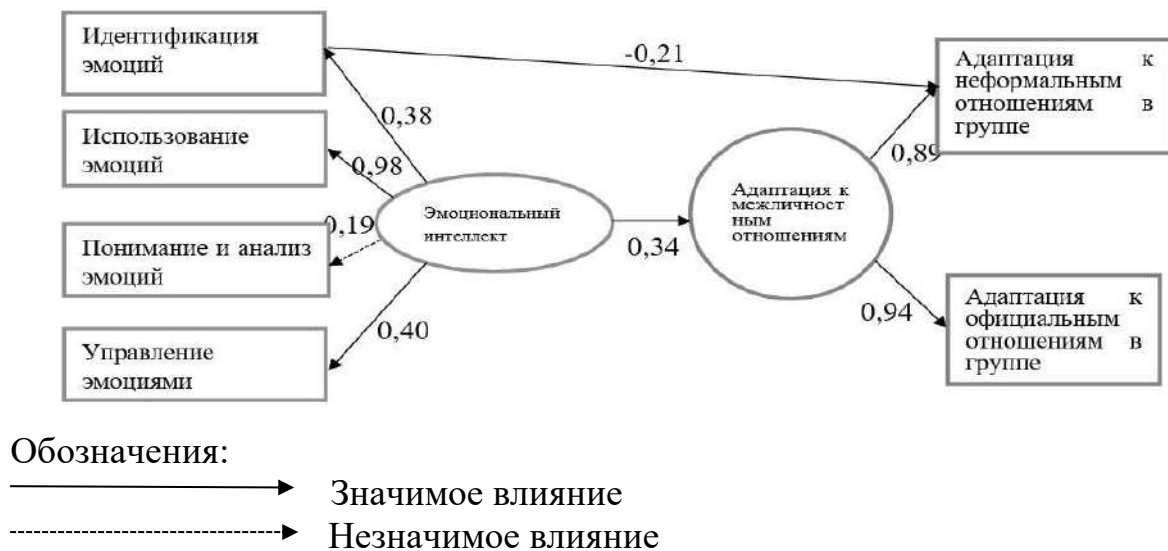 Идентификация
эмоций
-0,21
Адаптация к
неформальным
отношениям в
группе
0,38
Использование
эмоций
0,98
0,89
Эмоциональный
интеллект
Адаптация к
межличност
ным
отношениям
0,19
0,34
Понимание и анализ
эмоций
0,94
Адаптация к
официальным
отношениям в
группе
0,40
Управление
эмоциями
Обозначения:
Значимое влияние
Незначимое влияние